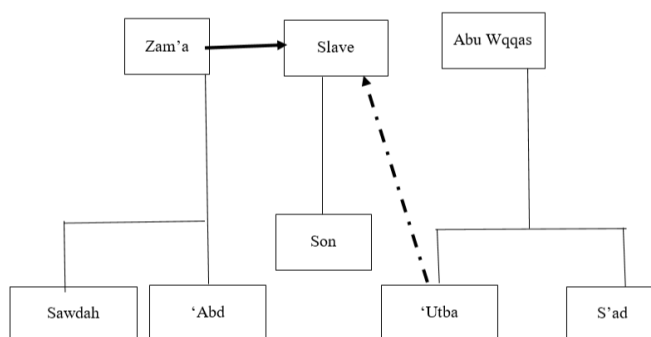 Zam’a
Slave
Abu Wqqas
Son
Sawdah
‘Abd
‘Utba
S’ad